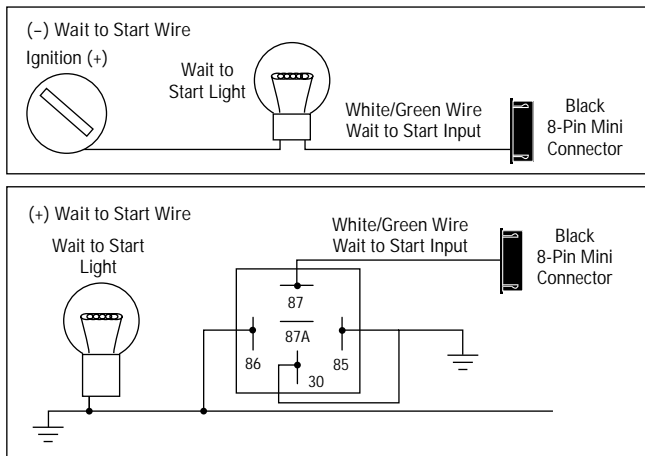 (–) Wait to Start Wire
Ignition (+)
Wait to
Start Light
White/Green Wire
Wait to Start Input
Black
8-Pin Mini
Connector
(+) Wait to Start Wire
Wait to Start
Light
White/Green Wire
Wait to Start Input
Black
8-Pin Mini
Connector
87
87A
86
85
30